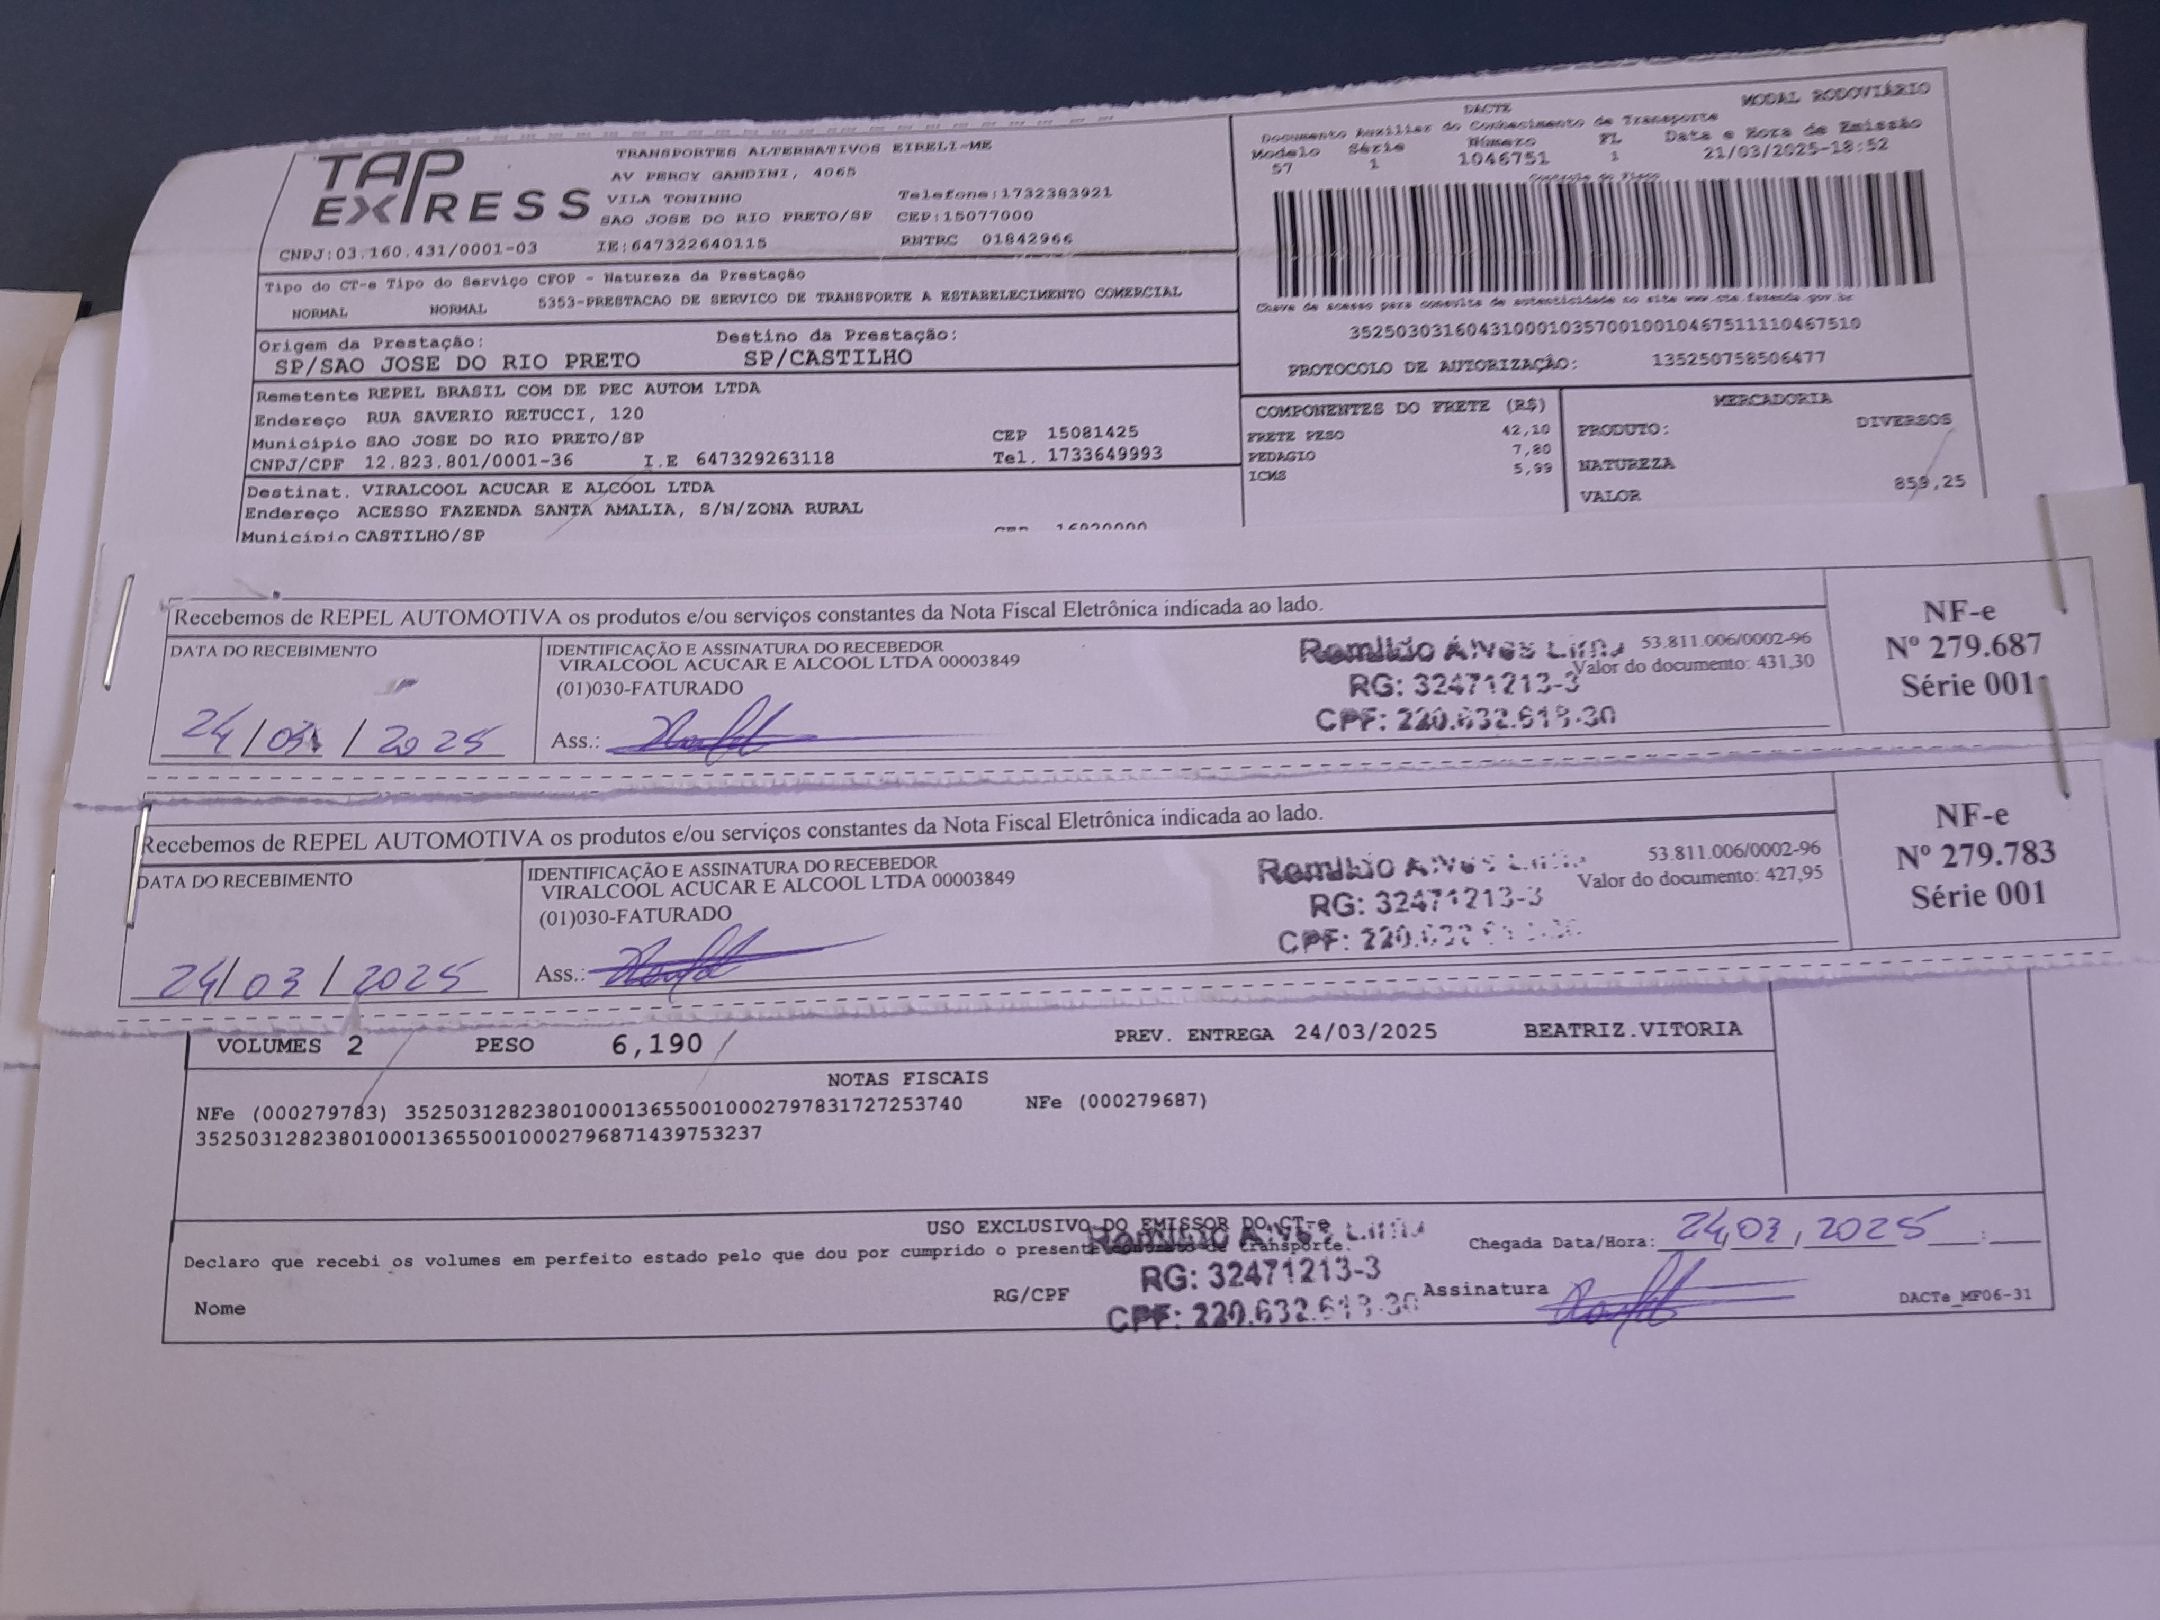 TAP EXPRESS
TRANSPORTES ALTERNATIVOS EIRELI-ME
AV PERCY GANDINI, 4065
VILA TONINHO Telefone:1732383921
SAO JOSE DO RIO PRETO/SP CEP:15077000
CNPJ:03.160.431/0001-03 IE:647322640115 RNTRC 01842966
DACTE MODAL RODOVIÁRIO
Documento Auxiliar do Conhecimento de Transporte
Modelo Série Número FL Data e Hora de Emissão
57 1 1046751 1 21/03/2025-18:52
Chave de acesso para consulta de autenticidade no site www.cte.fazenda.gov.br
35250303160431000103570010010467511110467510
PROTOCOLO DE AUTORIZAÇÃO: 135250758506477
Tipo do CT-e Tipo do Serviço CFOP - Natureza da Prestação
NORMAL NORMAL 5353-PRESTACAO DE SERVICO DE TRANSPORTE A ESTABELECIMENTO COMERCIAL
Origem da Prestação: Destino da Prestação:
SP/SAO JOSE DO RIO PRETO SP/CASTILHO
Remetente REPEL BRASIL COM DE PEC AUTOM LTDA
Endereço RUA SAVERIO RETUCCI, 120
Município SAO JOSE DO RIO PRETO/SP CEP 15081425
CNPJ/CPF 12.823.801/0001-36 I.E 647329263118 Tel. 1733649993
Destinat. VIRALCOOL ACUCAR E ALCOOL LTDA
Endereço ACESSO FAZENDA SANTA AMALIA, S/N/ZONA RURAL
Município CASTILHO/SP
COMPONENTES DO FRETE (R$)
FRETE PESO 42,10
PEDAGIO 7,80
ICMS 5,99
MERCADORIA
PRODUTO: DIVERSOS
NATUREZA
VALOR 859,25
Recebemos de REPEL AUTOMOTIVA os produtos e/ou serviços constantes da Nota Fiscal Eletrônica indicada ao lado.
DATA DO RECEBIMENTO
24/03/2025
IDENTIFICAÇÃO E ASSINATURA DO RECEBEDOR
VIRALCOOL ACUCAR E ALCOOL LTDA 00003849
(01)030-FATURADO
Ass.:
Romildo Alves Lima
RG: 32471213-3
CPF: 220.632.618-30
53.811.006/0002-96
Valor do documento: 431,30
NF-e
Nº 279.687
Série 001
Recebemos de REPEL AUTOMOTIVA os produtos e/ou serviços constantes da Nota Fiscal Eletrônica indicada ao lado.
DATA DO RECEBIMENTO
24/03/2025
IDENTIFICAÇÃO E ASSINATURA DO RECEBEDOR
VIRALCOOL ACUCAR E ALCOOL LTDA 00003849
(01)030-FATURADO
Ass.:
Romildo Alves Lima
RG: 32471213-3
CPF:
53.811.006/0002-96
Valor do documento: 427,95
NF-e
Nº 279.783
Série 001
VOLUMES 2 PESO 6,190 PREV. ENTREGA 24/03/2025 BEATRIZ.VITORIA
NOTAS FISCAIS
NFe (000279783) 35250312823801000136550010002797831727253740 NFe (000279687)
35250312823801000136550010002796871439753237
USO EXCLUSIVO DO EMISSOR DO CT-e
Declaro que recebi os volumes em perfeito estado pelo que dou por cumprido o presente contrato de transporte.
Chegada Data/Hora: 24,03,2025 :
Nome
RG/CPF
Romildo Alves Lima
RG: 32471213-3
CPF: 220.632.618-30
Assinatura
DACTe_MF06-31